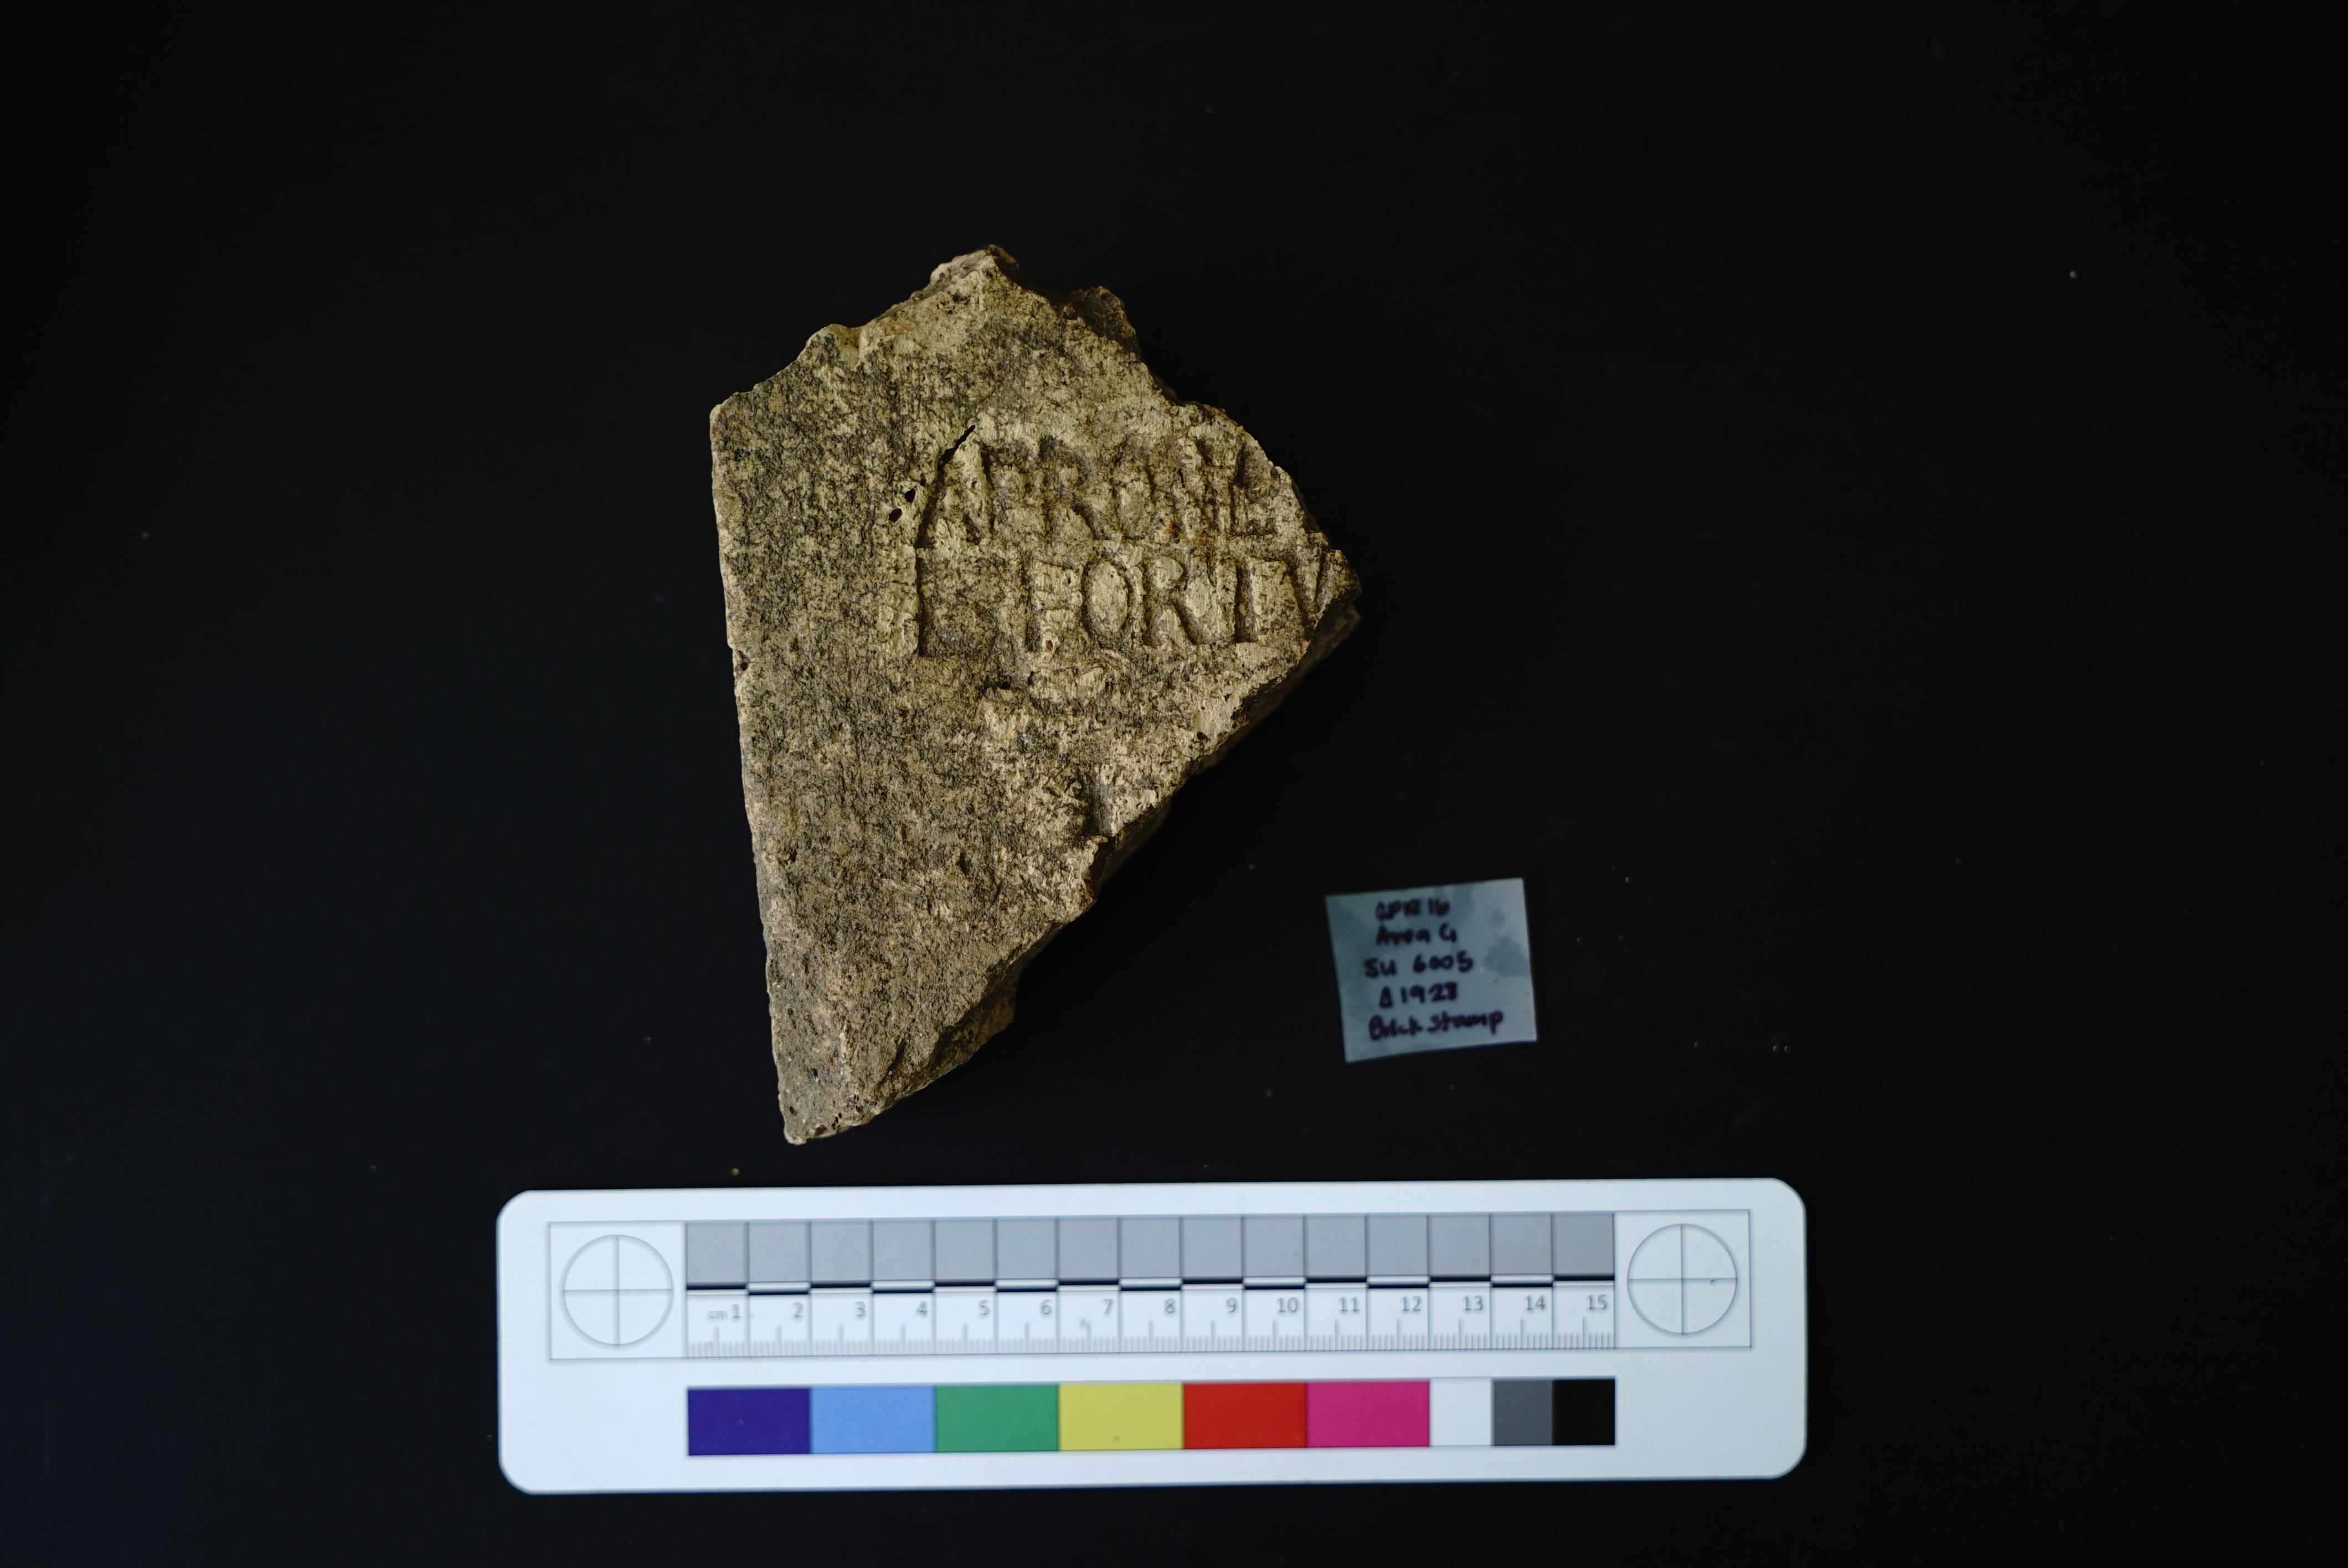 APRON
FORTV
GPR 16
Area G
SU 6005
Δ1928
Brick Stamp
cm 1 2 3 4 5 6 7 8 9 10 11 12 13 14 15